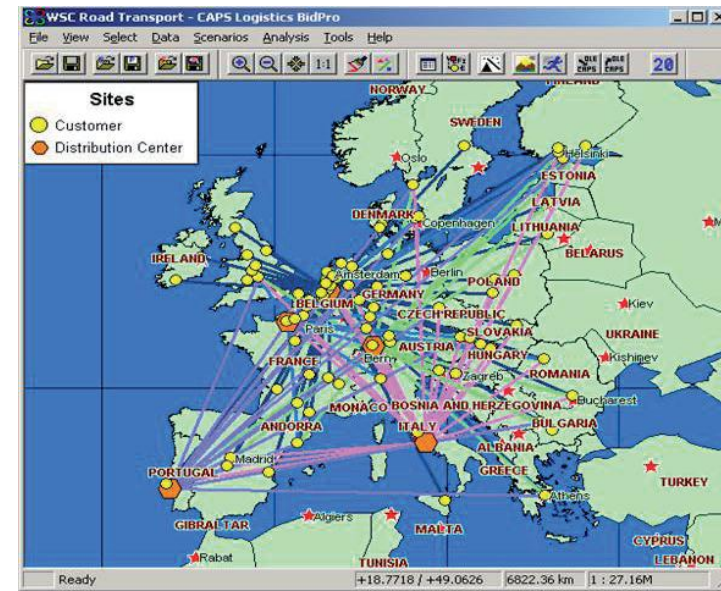 WSC Road Transport - CAPS Logistics BidPro
File View Select Data Scenarios Analysis Tools Help
1:1
20
Sites
Customer
Distribution Center
NORWAY
FINLAND
SWEDEN
Oslo
Helsinki
ESTONIA
LATVIA
DENMARK
Copenhagen
LITHUANIA
BELARUS
IRELAND
Amsterdam
Berlin
POLAND
BELGIUM
GERMANY
Kiev
CZECH REPUBLIC
Paris
SLOVAKIA
UKRAINE
FRANCE
Bern
AUSTRIA
HUNGARY
Kishinev
Zagreb
ROMANIA
MONACO
BOSNIA AND HERZEGOVINA
Bucharest
ANDORRA
ITALY
BULGARIA
ALBANIA
Madrid
PORTUGAL
GREECE
TURKEY
Athens
GIBRALTAR
Algiers
MALTA
CYPRUS
Rabat
TUNISIA
LEBANON
Ready
+18.7718 / +49.0626
6822.36 km
1 : 27.16M